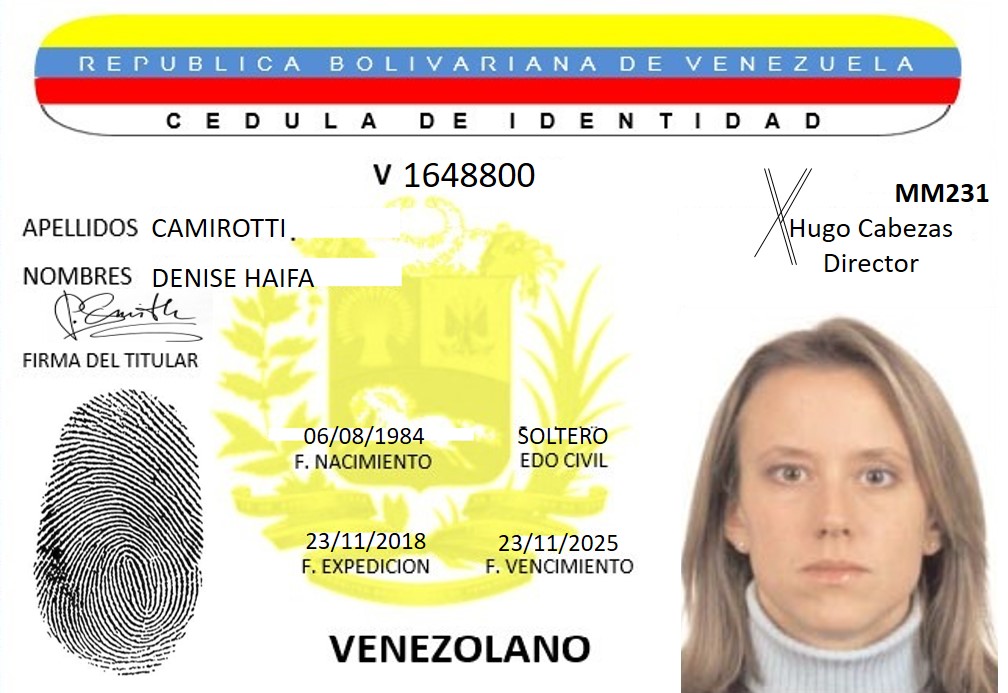 REPUBLICA BOLIVARIANA DE VENEZUELA
CEDULA DE IDENTIDAD
V 1648800
MM231
APELLIDOS CAMIROTTI.
Hugo Cabezas
Director
NOMBRES DENISE HAIFA
FIRMA DEL TITULAR
06/08/1984 SOLTERO
F. NACIMIENTO EDO CIVIL
23/11/2018 23/11/2025
F. EXPEDICION F. VENCIMIENTO
VENEZOLANO